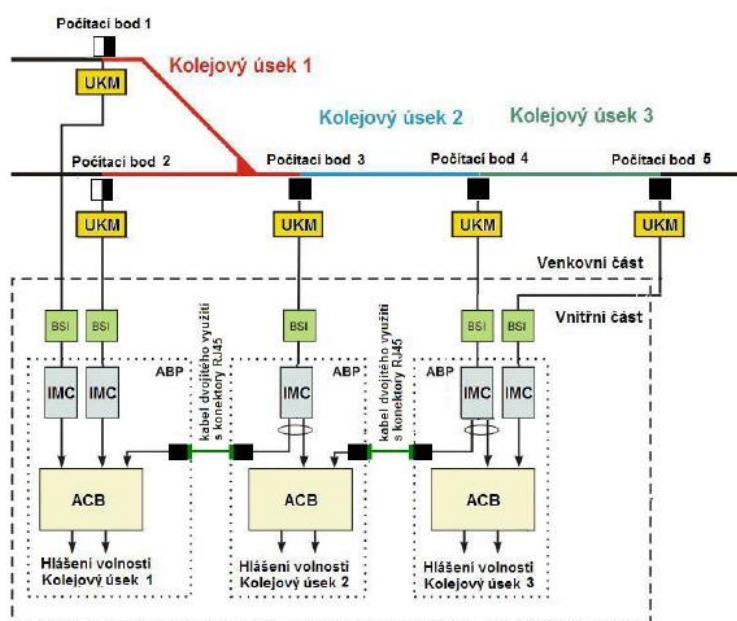 Počítací bod 1
UKM
Kolejový úsek 1
Kolejový úsek 2
Kolejový úsek 3
Počítací bod 2
Počítací bod 3
Počítací bod 4
Počítací bod 5
UKM
UKM
UKM
UKM
Venkovní část
Vnitřní část
BSI
BSI
BSI
BSI
BSI
kabel dvojitého využití
s konektory RJ45
kabel dvojitého využití
s konektory RJ45
ABP
ABP
ABP
IMC
IMC
IMC
IMC
IMC
ACB
ACB
ACB
Hlášení volnosti
Kolejový úsek 1
Hlášení volnosti
Kolejový úsek 2
Hlášení volnosti
Kolejový úsek 3